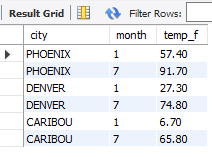 Result Grid Filter Rows:
city month temp_f
PHOENIX 1 57.40
PHOENIX 7 91.70
DENVER 1 27.30
DENVER 7 74.80
CARIBOU 1 6.70
CARIBOU 7 65.80